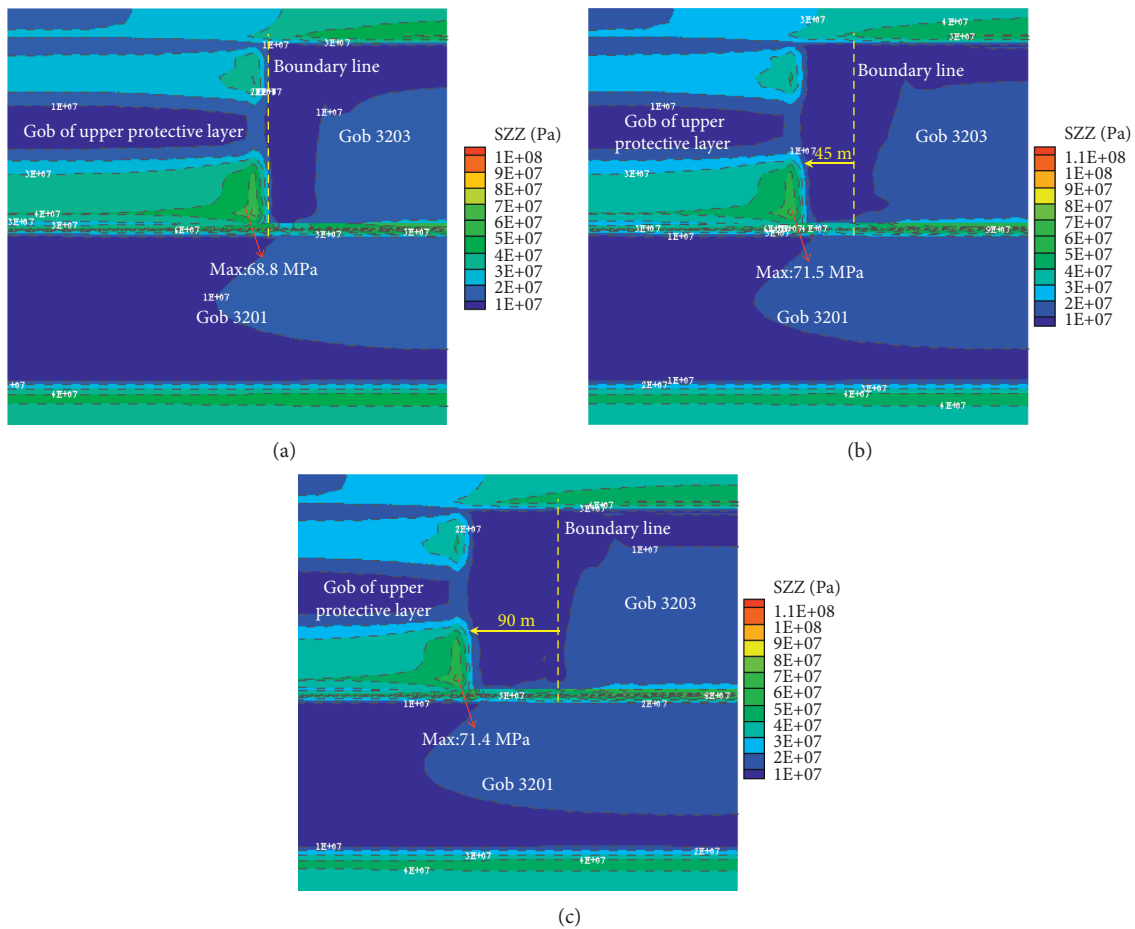 1E+07
3E+07
Boundary line
1E+07
1E+07
Gob of upper protective layer
Gob 3203
3E+07
4E+07
3E+07
6E+07
3E+07
5E+07
Max:68.8 MPa
1E+07
Gob 3201
4E+07
SZZ (Pa)
1E+08
9E+07
8E+07
7E+07
6E+07
5E+07
4E+07
3E+07
2E+07
1E+07
(a)
4E+07
3E+07
Boundary line
1E+07
Gob of upper
protective layer
Gob 3203
1E+07
45 m
3E+07
1E+07
9E+07
Max:71.5 MPa
Gob 3201
2E+07
1E+07
3E+07
4E+07
4E+07
SZZ (Pa)
1.1E+08
1E+08
9E+07
8E+07
7E+07
6E+07
5E+07
4E+07
3E+07
2E+07
1E+07
(b)
4E+07
3E+07
2E+07
Boundary line
1E+07
Gob of upper
protective layer
Gob 3203
90 m
1E+07
5E+07
2E+07
9E+07
Max:71.4 MPa
Gob 3201
1E+07
3E+07
4E+07
2E+07
4E+07
SZZ (Pa)
1.1E+08
1E+08
9E+07
8E+07
7E+07
6E+07
5E+07
4E+07
3E+07
2E+07
1E+07
(c)